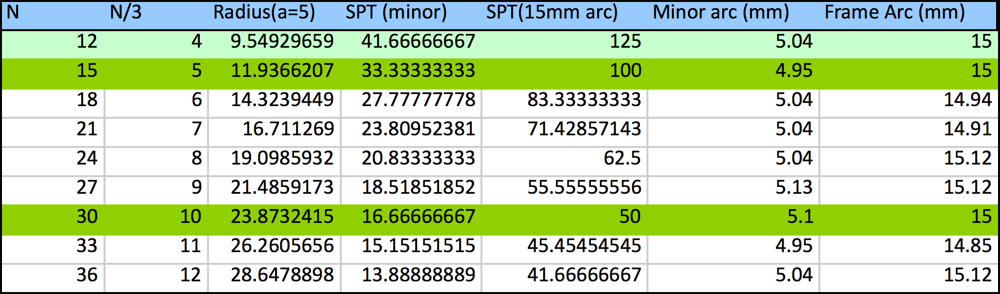 N N/3 Radius(a=5) SPT (minor) SPT(15mm arc) Minor arc (mm) Frame Arc (mm)
12 4 9.54929659 41.66666667 125 5.04 15
15 5 11.9366207 33.33333333 100 4.95 15
18 6 14.3239449 27.77777778 83.33333333 5.04 14.94
21 7 16.711269 23.80952381 71.42857143 5.04 14.91
24 8 19.0985932 20.83333333 62.5 5.04 15.12
27 9 21.4859173 18.51851852 55.55555556 5.13 15.12
30 10 23.8732415 16.66666667 50 5.1 15
33 11 26.2605656 15.15151515 45.45454545 4.95 14.85
36 12 28.6478898 13.88888889 41.66666667 5.04 15.12